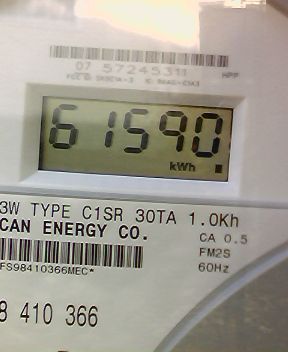 07 57245311
HPP
61590
kWh
3W TYPE C1SR 30TA 1.0Kh
CAN ENERGY CO.
CA 0.5
FM2S
60Hz
FS98410366MEC*
8 410 366